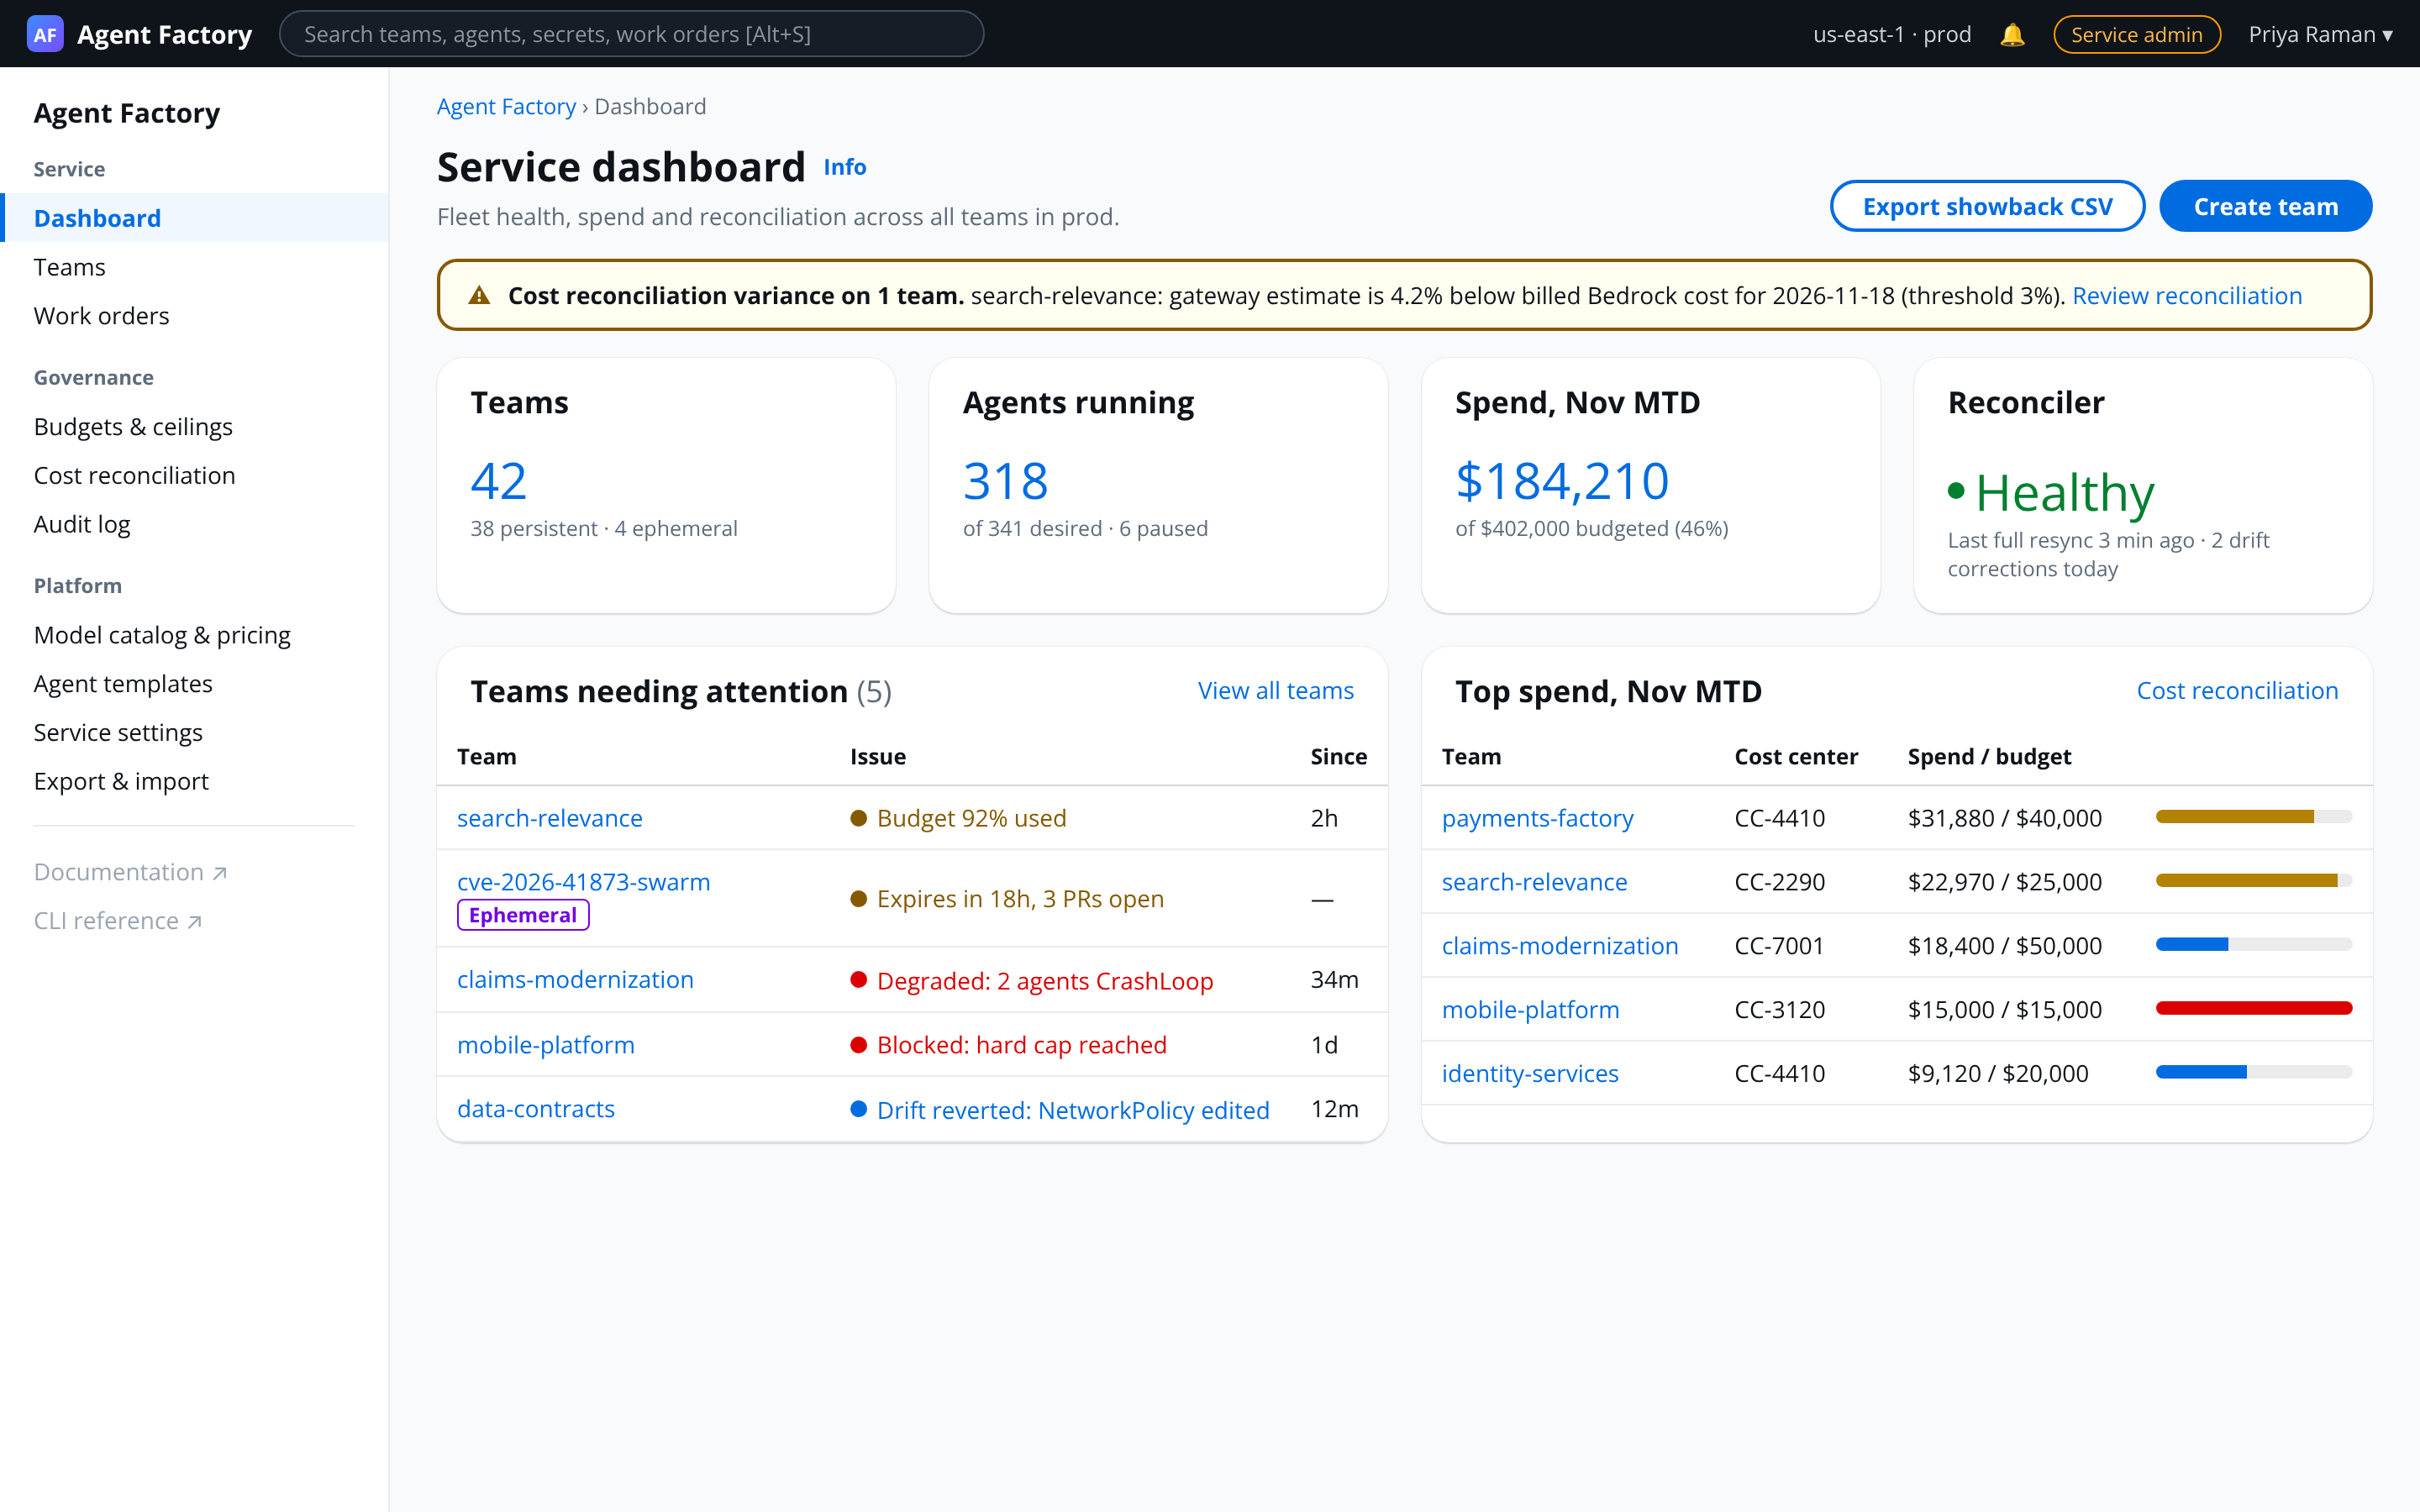 AF Agent Factory
Search teams, agents, secrets, work orders [Alt+S]
us-east-1 · prod
Service admin
Priya Raman ▾
Agent Factory
Service
Dashboard
Teams
Work orders
Governance
Budgets & ceilings
Cost reconciliation
Audit log
Platform
Model catalog & pricing
Agent templates
Service settings
Export & import
Documentation ↗
CLI reference ↗
Agent Factory › Dashboard
Service dashboard Info
Fleet health, spend and reconciliation across all teams in prod.
Export showback CSV
Create team
Cost reconciliation variance on 1 team. search-relevance: gateway estimate is 4.2% below billed Bedrock cost for 2026-11-18 (threshold 3%). Review reconciliation
Teams
42
38 persistent · 4 ephemeral
Agents running
318
of 341 desired · 6 paused
Spend, Nov MTD
$184,210
of $402,000 budgeted (46%)
Reconciler
Healthy
Last full resync 3 min ago · 2 drift
corrections today
Teams needing attention (5)
View all teams
Team Issue Since
search-relevance Budget 92% used 2h
cve-2026-41873-swarm
Ephemeral
Expires in 18h, 3 PRs open —
claims-modernization Degraded: 2 agents CrashLoop 34m
mobile-platform Blocked: hard cap reached 1d
data-contracts Drift reverted: NetworkPolicy edited 12m
Top spend, Nov MTD
Cost reconciliation
Team Cost center Spend / budget
payments-factory CC-4410 $31,880 / $40,000
search-relevance CC-2290 $22,970 / $25,000
claims-modernization CC-7001 $18,400 / $50,000
mobile-platform CC-3120 $15,000 / $15,000
identity-services CC-4410 $9,120 / $20,000